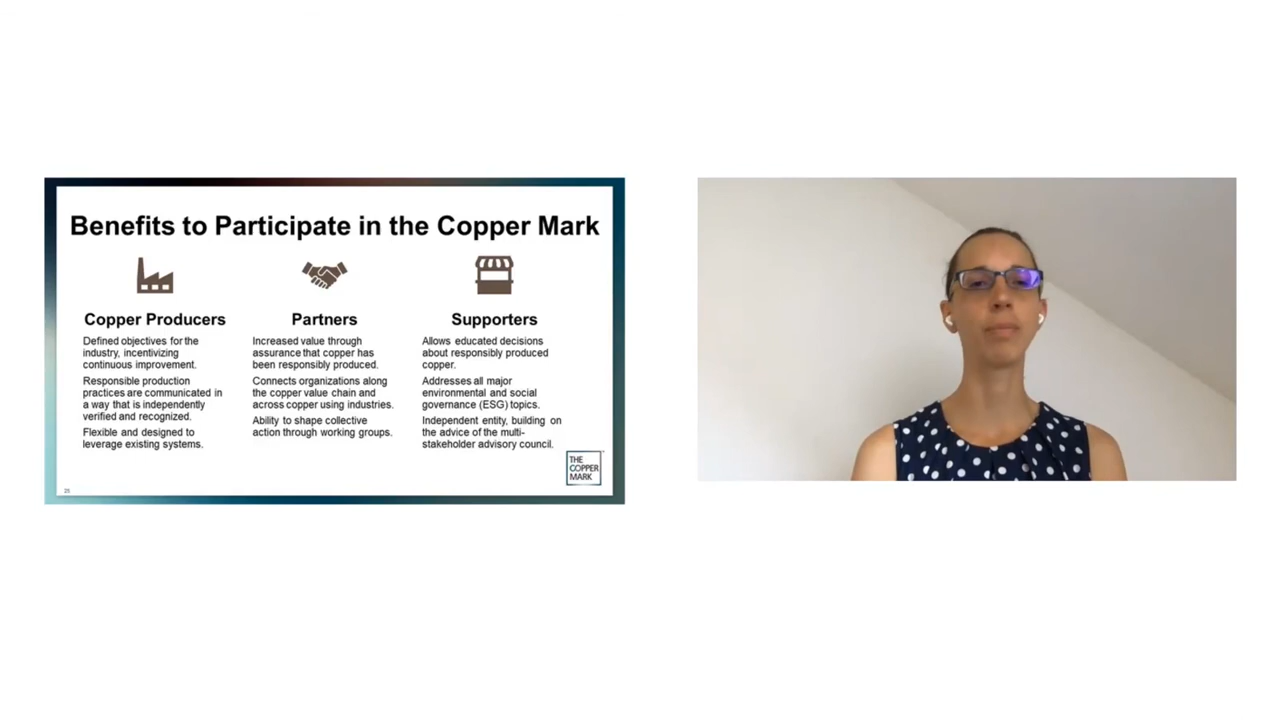 Benefits to Participate in the Copper Mark
Copper Producers
Defined objectives for the
industry, incentivizing
continuous improvement.
Responsible production
practices are communicated in
a way that is independently
verified and recognized.
Flexible and designed to
leverage existing systems.
Partners
Increased value through
assurance that copper has
been responsibly produced.
Connects organizations along
the copper value chain and
across copper using industries.
Ability to shape collective
action through working groups.
Supporters
Allows educated decisions
about responsibly produced
copper.
Addresses all major
environmental and social
governance (ESG) topics.
Independent entity, building on
the advice of the multi-
stakeholder advisory council.
THE
COPPER
MARK